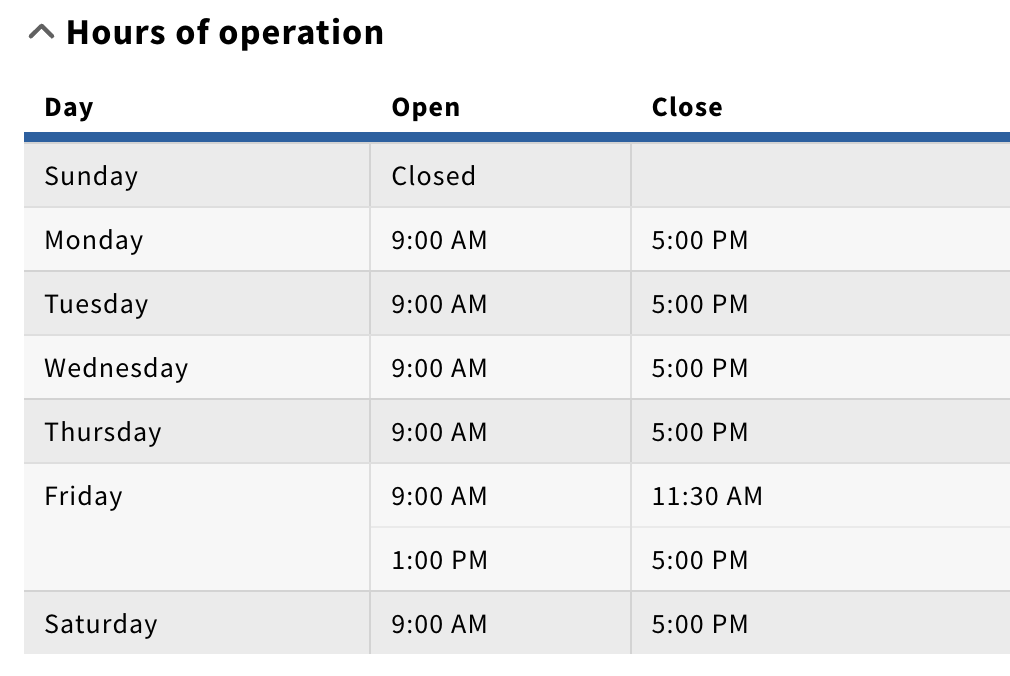 Hours of operation
Day Open Close
Sunday Closed
Monday 9:00 AM 5:00 PM
Tuesday 9:00 AM 5:00 PM
Wednesday 9:00 AM 5:00 PM
Thursday 9:00 AM 5:00 PM
Friday 9:00 AM 11:30 AM
1:00 PM 5:00 PM
Saturday 9:00 AM 5:00 PM